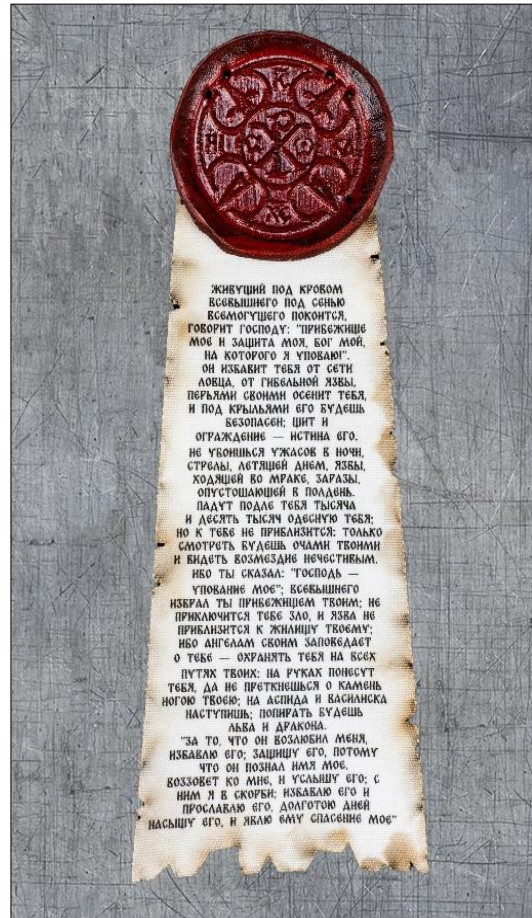 ЖИВУЩИЙ ПОД КРОВОМ
ВСЕВЫШНЕГО ПОД СЕНЬЮ
ВСЕМОГУЩЕГО ПОКОИТСЯ,
ГОВОРИТ ГОСПОДУ: "ПРИБЕЖИЩЕ
МОЕ И ЗАЩИТА МОЯ, БОГ МОЙ,
НА КОТОРОГО Я УПОВАЮ!".
ОН ИЗБАВИТ ТЕБЯ ОТ СЕТИ
ЛОВЦА, ОТ ГИБЕЛЬНОЙ ЯЗВЫ,
ПЕРЬЯМИ СВОИМИ ОСЕНИТ ТЕБЯ,
И ПОД КРЫЛЬЯМИ ЕГО БУДЕШЬ
БЕЗОПАСЕН; ЩИТ И
ОГРАЖДЕНИЕ — ИСТИНА ЕГО.
НЕ УБОИШЬСЯ УЖАСОВ В НОЧИ,
СТРЕЛЫ, ЛЕТЯЩЕЙ ДНЕМ, ЯЗВЫ,
ХОДЯЩЕЙ ВО МРАКЕ, ЗАРАЗЫ,
ОПУСТОШАЮЩЕЙ В ПОЛДЕНЬ.
ПАДУТ ПОДЛЕ ТЕБЯ ТЫСЯЧА
И ДЕСЯТЬ ТЫСЯЧ ОДЕСНУЮ ТЕБЯ;
НО К ТЕБЕ НЕ ПРИБЛИЗИТСЯ: ТОЛЬКО
СМОТРЕТЬ БУДЕШЬ ОЧАМИ ТВОИМИ
И ВИДЕТЬ ВОЗМЕЗДИЕ НЕЧЕСТИВЫМ.
ИБО ТЫ СКАЗАЛ: "ГОСПОДЬ —
УПОВАНИЕ МОЕ"; ВСЕВЫШНЕГО
ИЗБРАЛ ТЫ ПРИБЕЖИЩЕМ ТВОИМ; НЕ
ПРИКЛЮЧИТСЯ ТЕБЕ ЗЛО, И ЯЗВА НЕ
ПРИБЛИЗИТСЯ К ЖИЛИЩУ ТВОЕМУ;
ИБО АНГЕЛАМ СВОИМ ЗАПОВЕДАЕТ
О ТЕБЕ — ОХРАНЯТЬ ТЕБЯ НА ВСЕХ
ПУТЯХ ТВОИХ: НА РУКАХ ПОНЕСУТ
ТЕБЯ, ДА НЕ ПРЕТКНЕШЬСЯ О КАМЕНЬ
НОГОЮ ТВОЕЮ; НА АСПИДА И ВАСИЛИСКА
НАСТУПИШЬ; ПОПИРАТЬ БУДЕШЬ
ЛЬВА И ДРАКОНА.
"ЗА ТО, ЧТО ОН ВОЗЛЮБИЛ МЕНЯ,
ИЗБАВЛЮ ЕГО; ЗАЩИЩУ ЕГО, ПОТОМУ
ЧТО ОН ПОЗНАЛ ИМЯ МОЕ.
ВОЗЗОВЕТ КО МНЕ, И УСЛЫШУ ЕГО; С
НИМ Я В СКОРБИ; ИЗБАВЛЮ ЕГО И
ПРОСЛАВЛЮ ЕГО, ДОЛГОТОЮ ДНЕЙ
НАСЫЩУ ЕГО, И ЯВЛЮ ЕМУ СПАСЕНИЕ МОЕ"